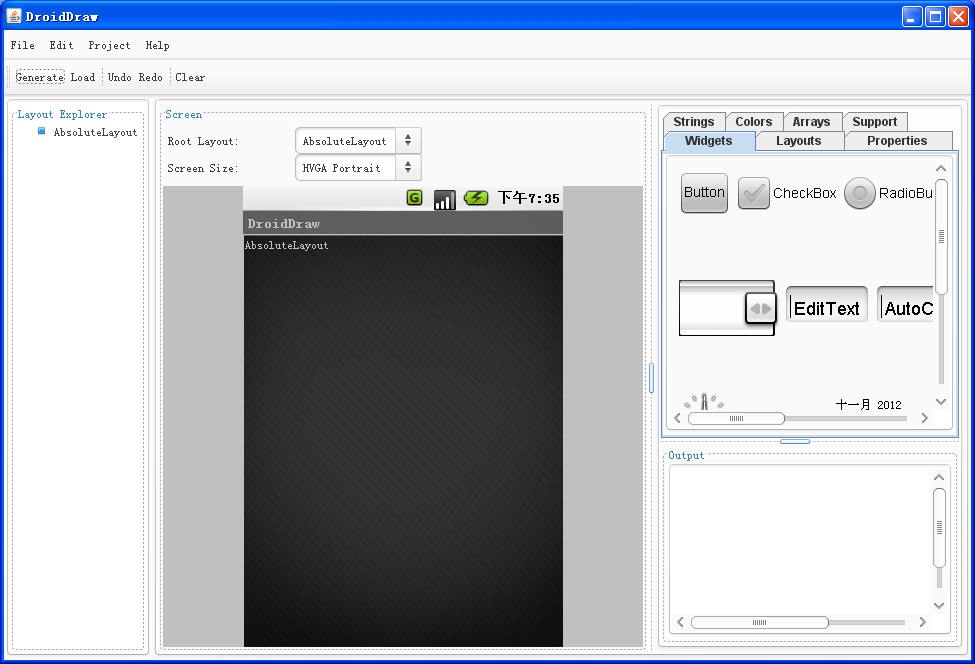 DroidDraw
File Edit Project Help
Generate Load Undo Redo Clear
Layout Explorer
AbsoluteLayout
Screen
Root Layout: AbsoluteLayout
Screen Size: HVGA Portrait
G 下午7:35
DroidDraw
AbsoluteLayout
Strings Colors Arrays Support
Widgets Layouts Properties
Button CheckBox RadioBu
EditText AutoC
十一月 2012
Output